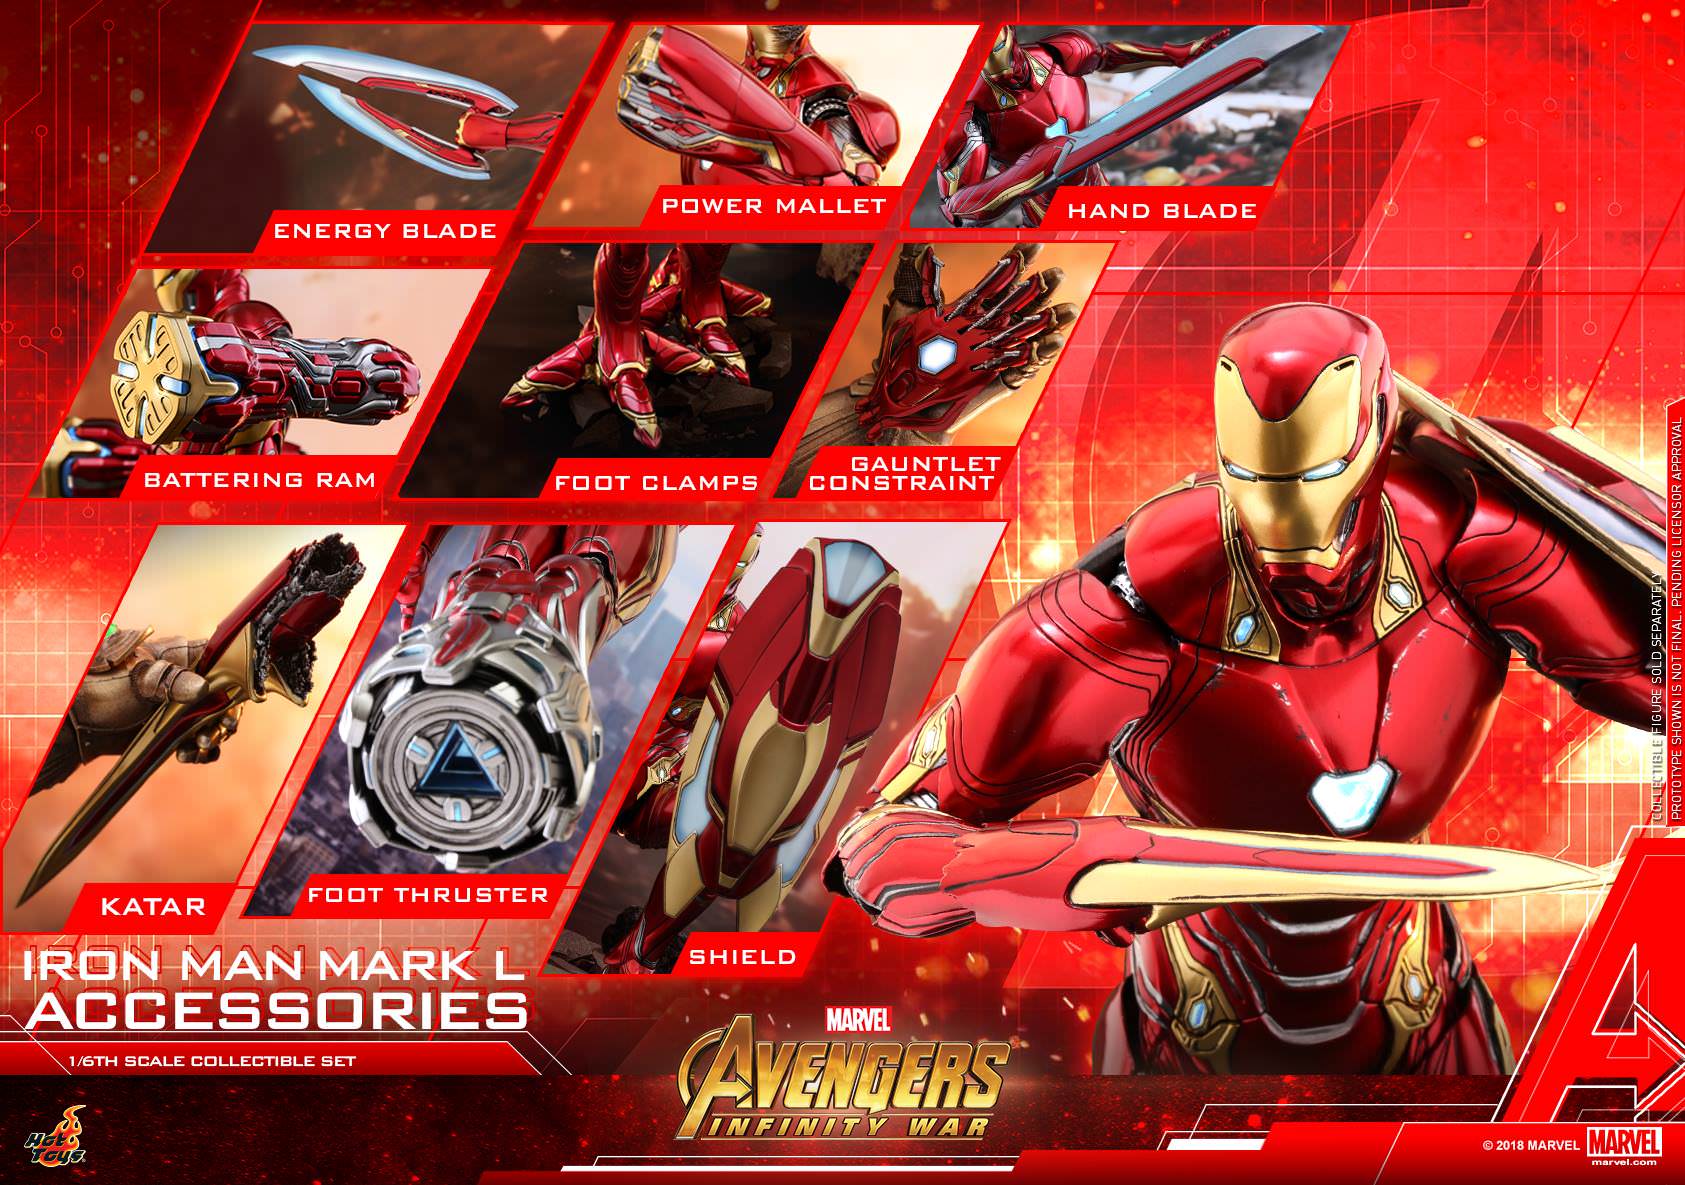 ENERGY BLADE
POWER MALLET
HAND BLADE
BATTERING RAM
FOOT CLAMPS
GAUNTLET
CONSTRAINT
KATAR
FOOT THRUSTER
SHIELD
IRON MAN MARK L
ACCESSORIES
1/6TH SCALE COLLECTIBLE SET
MARVEL
AVENGERS
INFINITY WAR
COLLECTIBLE FIGURE SOLD SEPARATELY
PROTOTYPE SHOWN IS NOT FINAL. PENDING LICENSOR APPROVAL
Hot
Toys.
© 2018 MARVEL
MARVEL
marvel.com